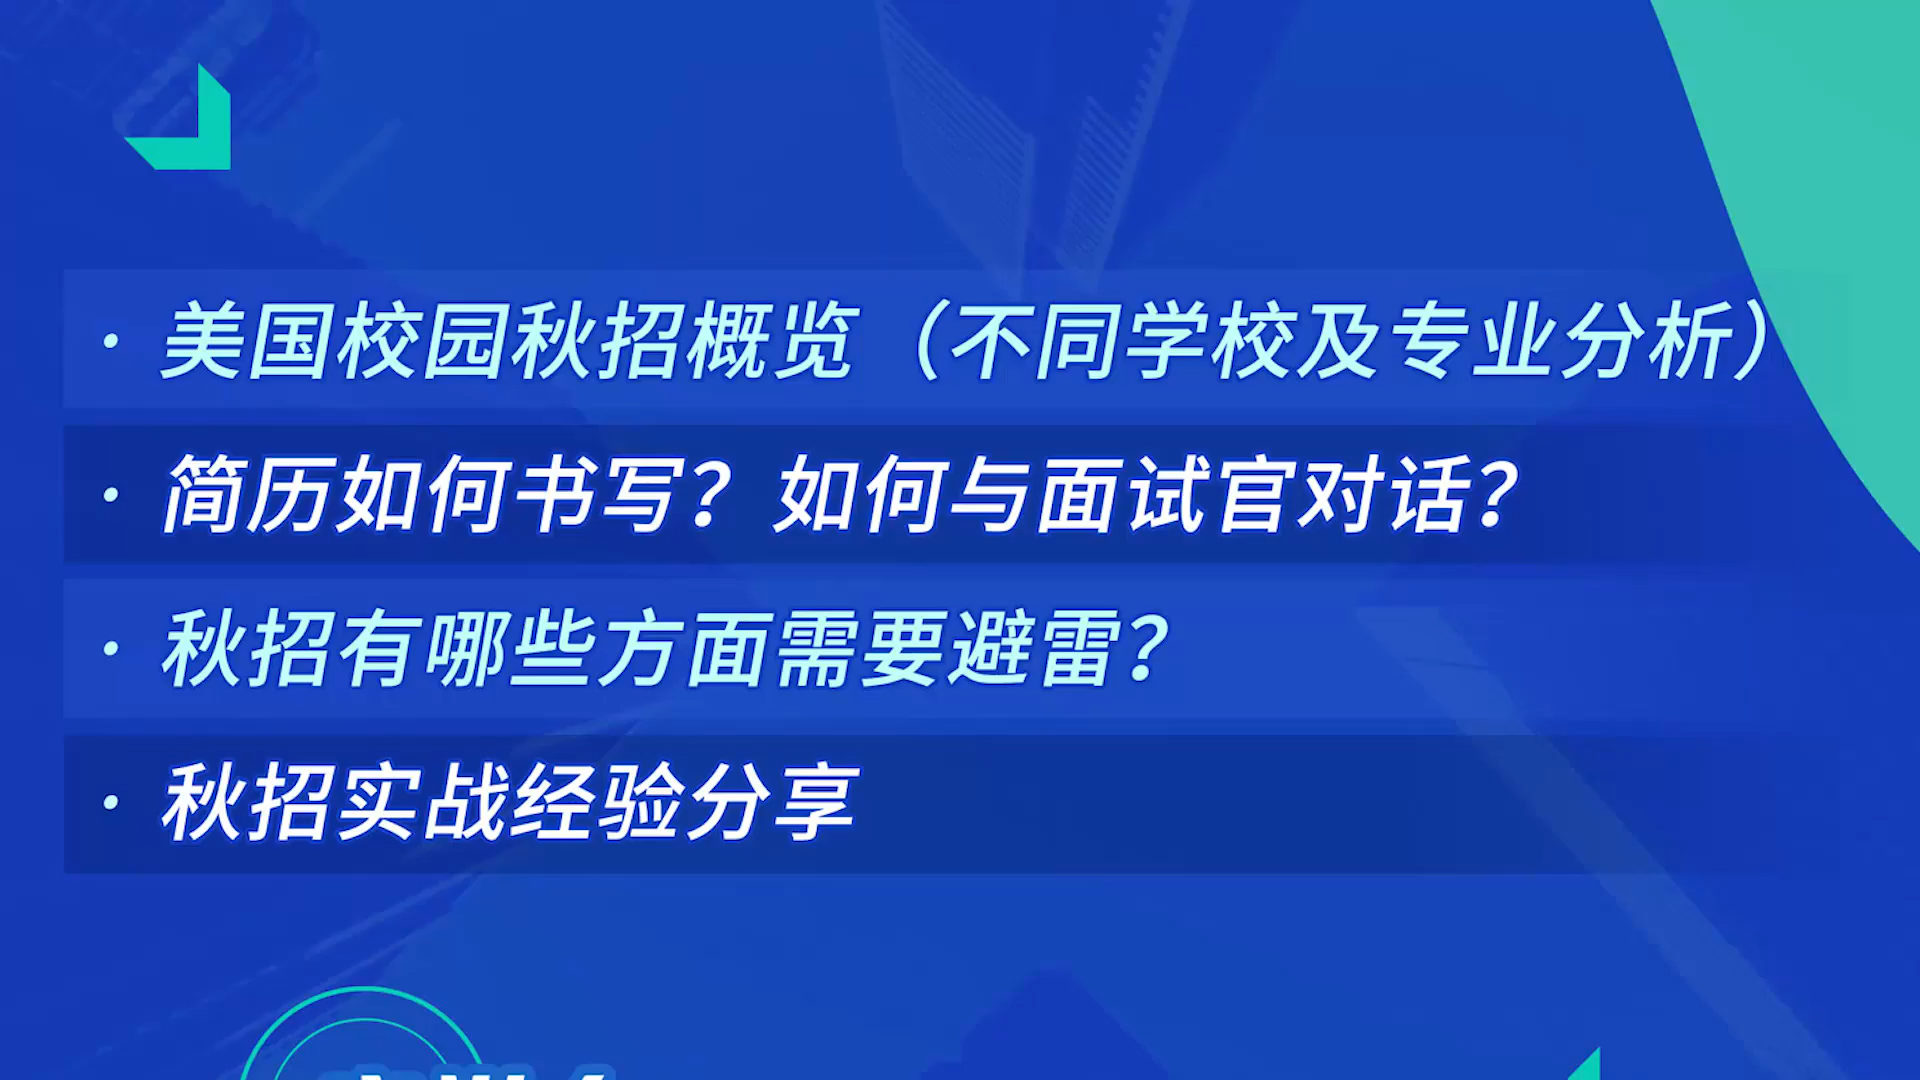 · 美国校园秋招概览（不同学校及专业分析）
· 简历如何书写？如何与面试官对话？
· 秋招有哪些方面需要避雷？
· 秋招实战经验分享